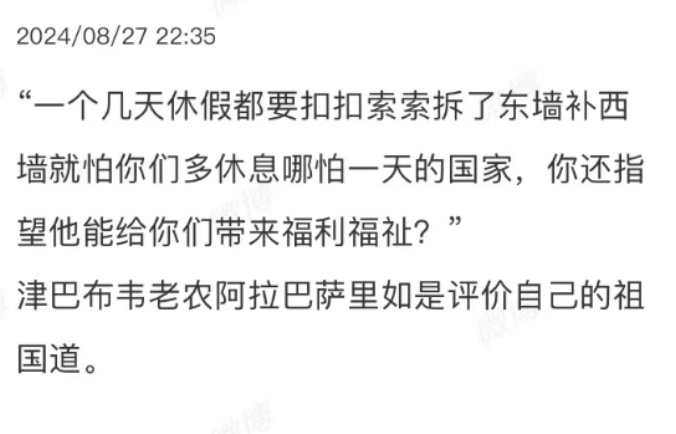 2024/08/27 22:35
“一个几天休假都要扣扣索索拆了东墙补西
墙就怕你们多休息哪怕一天的国家，你还指
望他能给你们带来福利福祉？”
津巴布韦老农阿拉巴萨里如是评价自己的祖
国道。